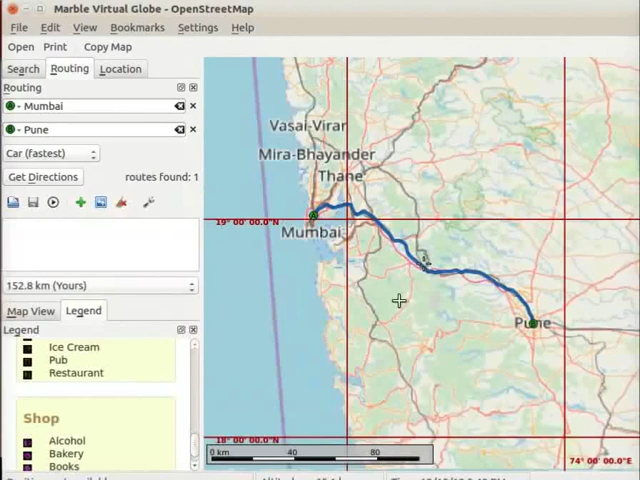 Marble Virtual Globe - OpenStreetMap
File Edit View Bookmarks Settings Help
Open Print Copy Map
Search Routing Location
Routing
Mumbai
Pune
Car (fastest)
Get Directions routes found: 1
152.8 km (Years)
Map View Legend
Legend
Ice Cream
Pub
Restaurant
Shop
Alcohol
Bakery
Books
Vasai-Virar
Mira-Bhayander
Thane
19° 00' 00.0"N
Mumbai
Pune
18° 00' 00.0"N
0 km 40 80
74° 00' 00.0"E